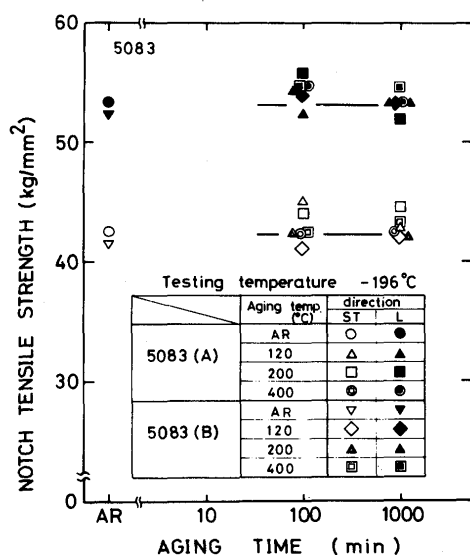 NOTCH TENSILE STRENGTH (kg/mm²)
60
50
40
30
0
5083
Testing temperature -196°C
Aging temp. (°C) direction
ST L
5083 (A)
AR
120
200
400
5083 (B)
AR
120
200
400
AR 10 100 1000
AGING TIME (min)